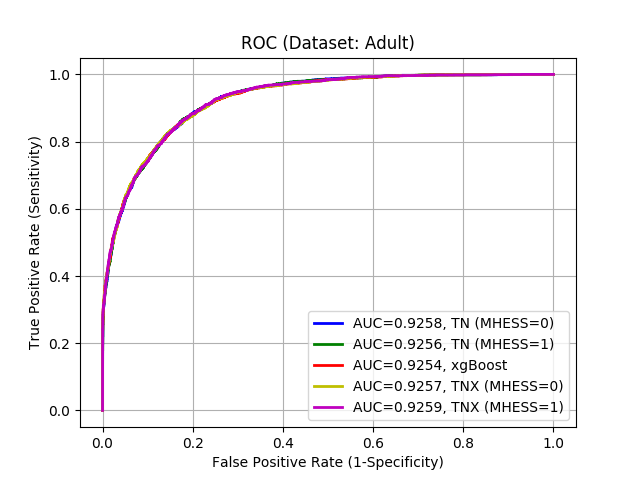 ROC (Dataset: Adult)
True Positive Rate (Sensitivity)
1.0
0.8
0.6
0.4
0.2
0.0
AUC=0.9258, TN (MHESS=0)
AUC=0.9256, TN (MHESS=1)
AUC=0.9254, xgBoost
AUC=0.9257, TNX (MHESS=0)
AUC=0.9259, TNX (MHESS=1)
0.0 0.2 0.4 0.6 0.8 1.0
False Positive Rate (1-Specificity)